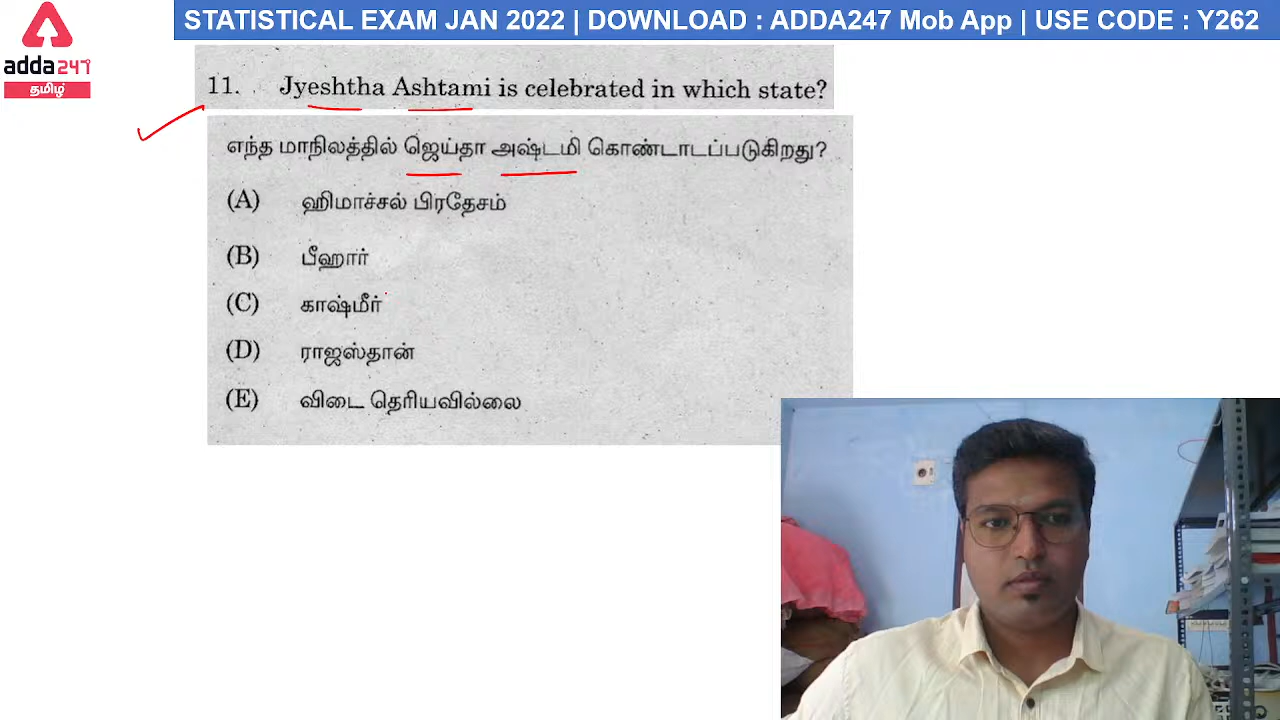 STATISTICAL EXAM JAN 2022 | DOWNLOAD : ADDA247 Mob App | USE CODE : Y262
adda247
தமிழ்
11. Jyeshtha Ashtami is celebrated in which state?
எந்த மாநிலத்தில் ஜெய்தா அஷ்டமி கொண்டாடப்படுகிறது?
(A) ஹிமாச்சல் பிரதேசம்
(B) பீஹார்
(C) காஷ்மீர்
(D) ராஜஸ்தான்
(E) விடை தெரியவில்லை